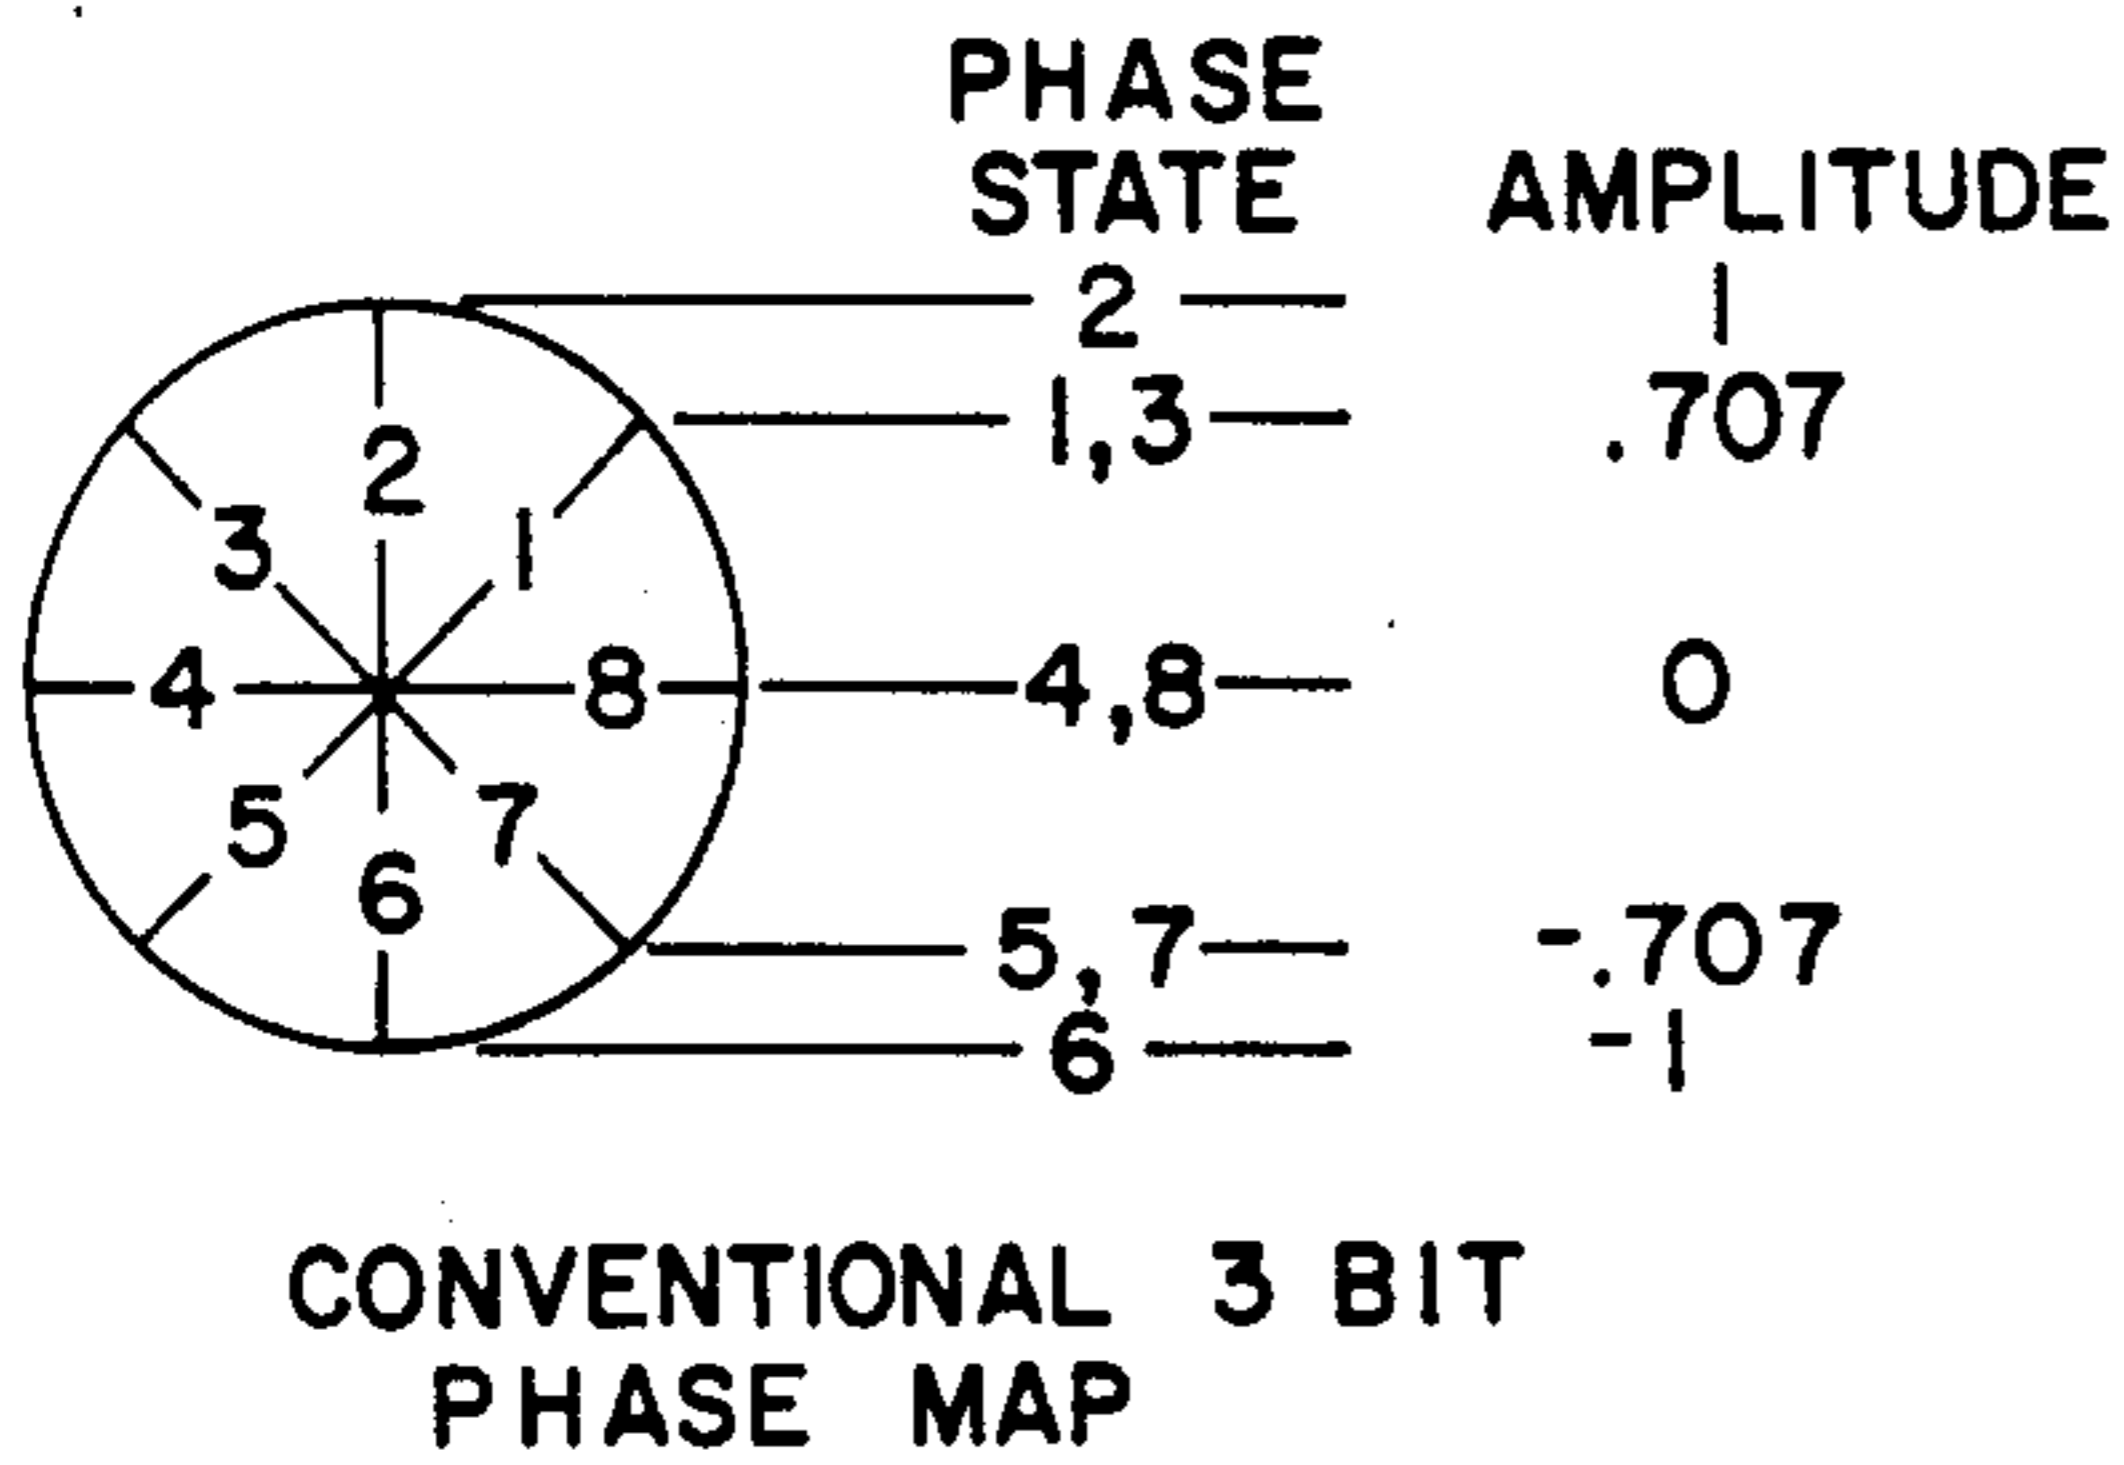 PHASE
STATE AMPLITUDE
2 1
1,3 .707
4,8 0
5,7 -.707
6 -1
2
3 1
4 8
5 7
6
CONVENTIONAL 3 BIT
PHASE MAP